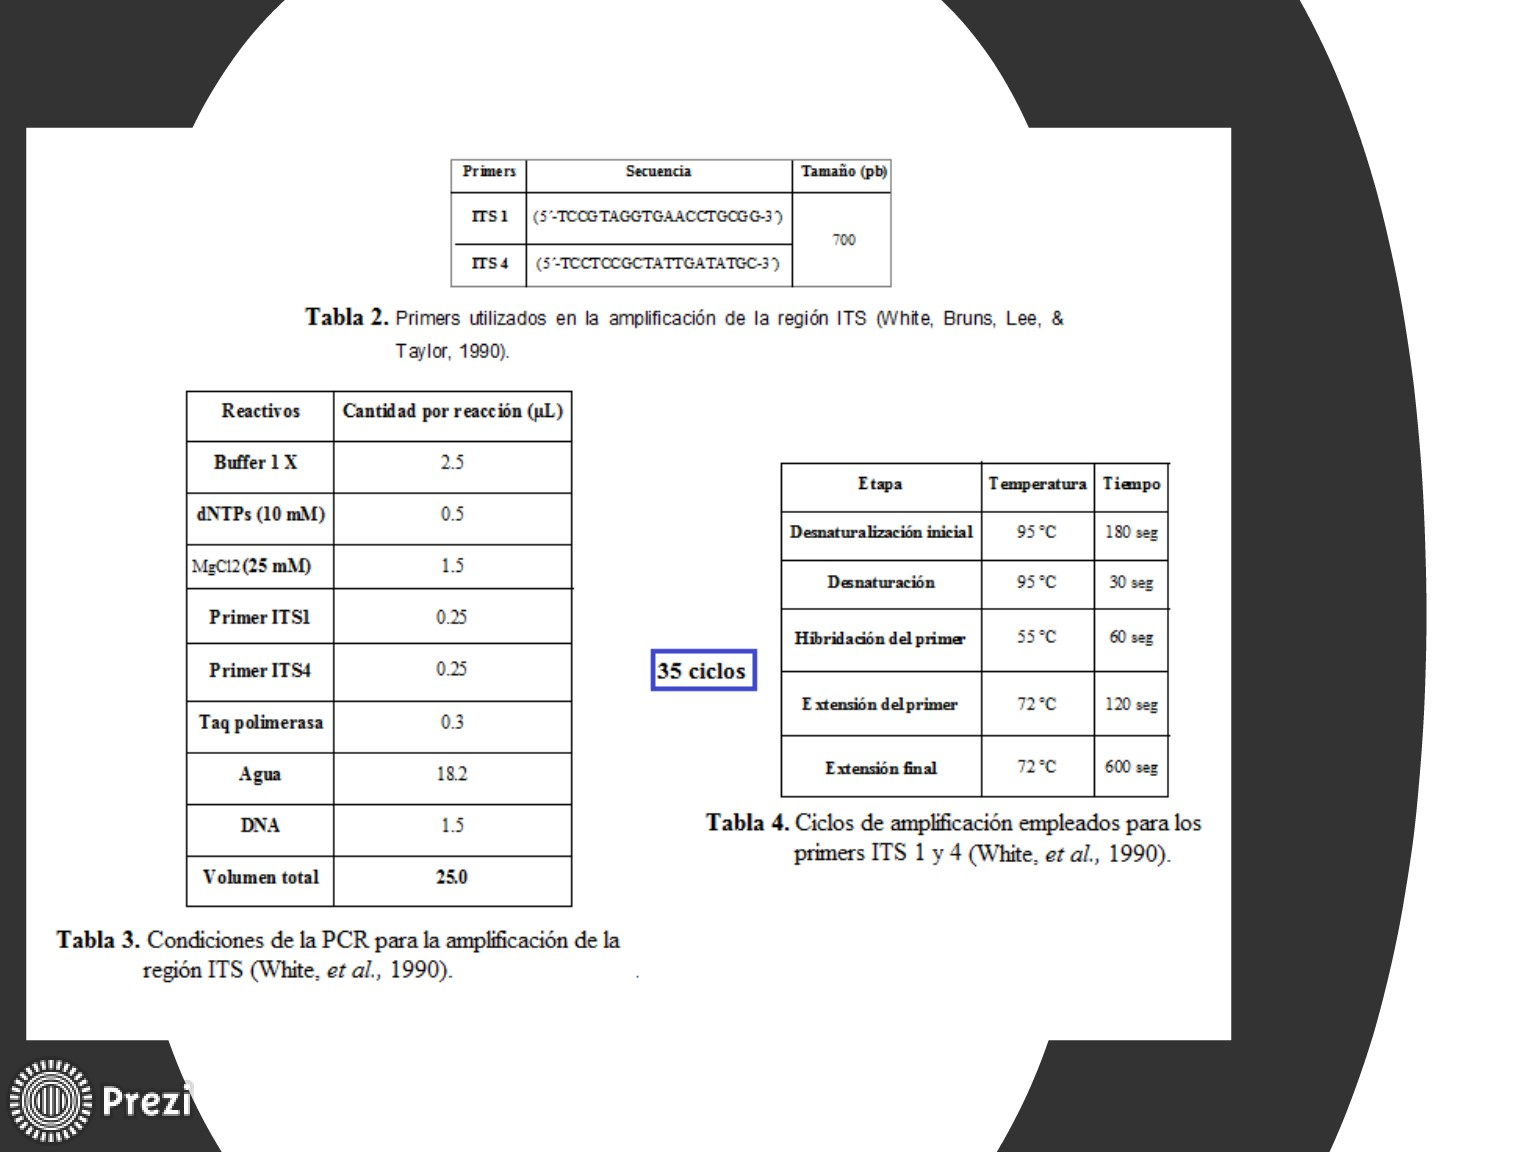 Primers Secuencia Tamaño (pb)
ITS 1 (5´-TCCGTAGGTGAACCTGCGG-3´)
700
ITS 4 (5´-TCCTCCGCTATTGATATGC-3´)
Tabla 2. Primers utilizados en la amplificación de la región ITS (White, Bruns, Lee, &
Taylor, 1990).
Reactivos Cantidad por reacción (µL)
Buffer 1 X 2.5
dNTPs (10 mM) 0.5
MgCl2 (25 mM) 1.5
Primer ITS1 0.25
Primer ITS4 0.25
Taq polimerasa 0.3
Agua 18.2
DNA 1.5
Volumen total 25.0
Tabla 3. Condiciones de la PCR para la amplificación de la
región ITS (White, et al., 1990).
.
35 ciclos
Etapa Temperatura Tiempo
Desnaturalización inicial 95 °C 180 seg
Desnaturación 95 °C 30 seg
Hibridación del primer 55 °C 60 seg
Extensión del primer 72 °C 120 seg
Extensión final 72 °C 600 seg
Tabla 4. Ciclos de amplificación empleados para los
primers ITS 1 y 4 (White, et al., 1990).
Prezi